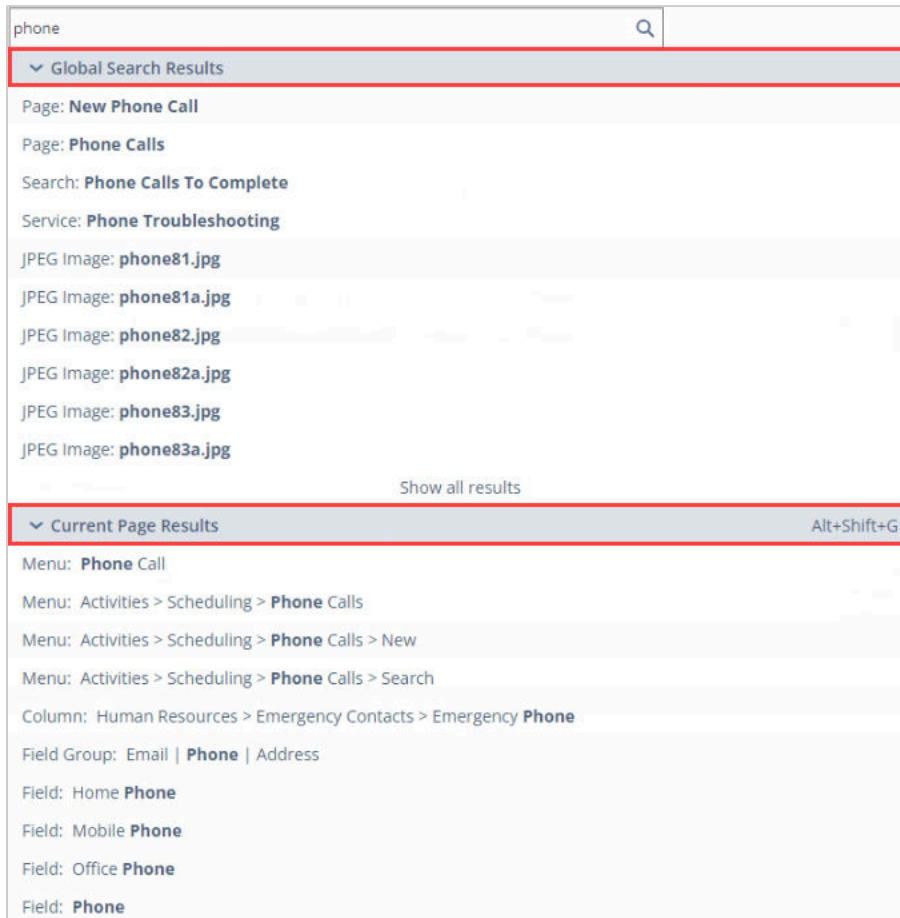 phone
Global Search Results
Page: New Phone Call
Page: Phone Calls
Search: Phone Calls To Complete
Service: Phone Troubleshooting
JPEG Image: phone81.jpg
JPEG Image: phone81a.jpg
JPEG Image: phone82.jpg
JPEG Image: phone82a.jpg
JPEG Image: phone83.jpg
JPEG Image: phone83a.jpg
Show all results
Current Page Results Alt+Shift+G
Menu: Phone Call
Menu: Activities > Scheduling > Phone Calls
Menu: Activities > Scheduling > Phone Calls > New
Menu: Activities > Scheduling > Phone Calls > Search
Column: Human Resources > Emergency Contacts > Emergency Phone
Field Group: Email | Phone | Address
Field: Home Phone
Field: Mobile Phone
Field: Office Phone
Field: Phone